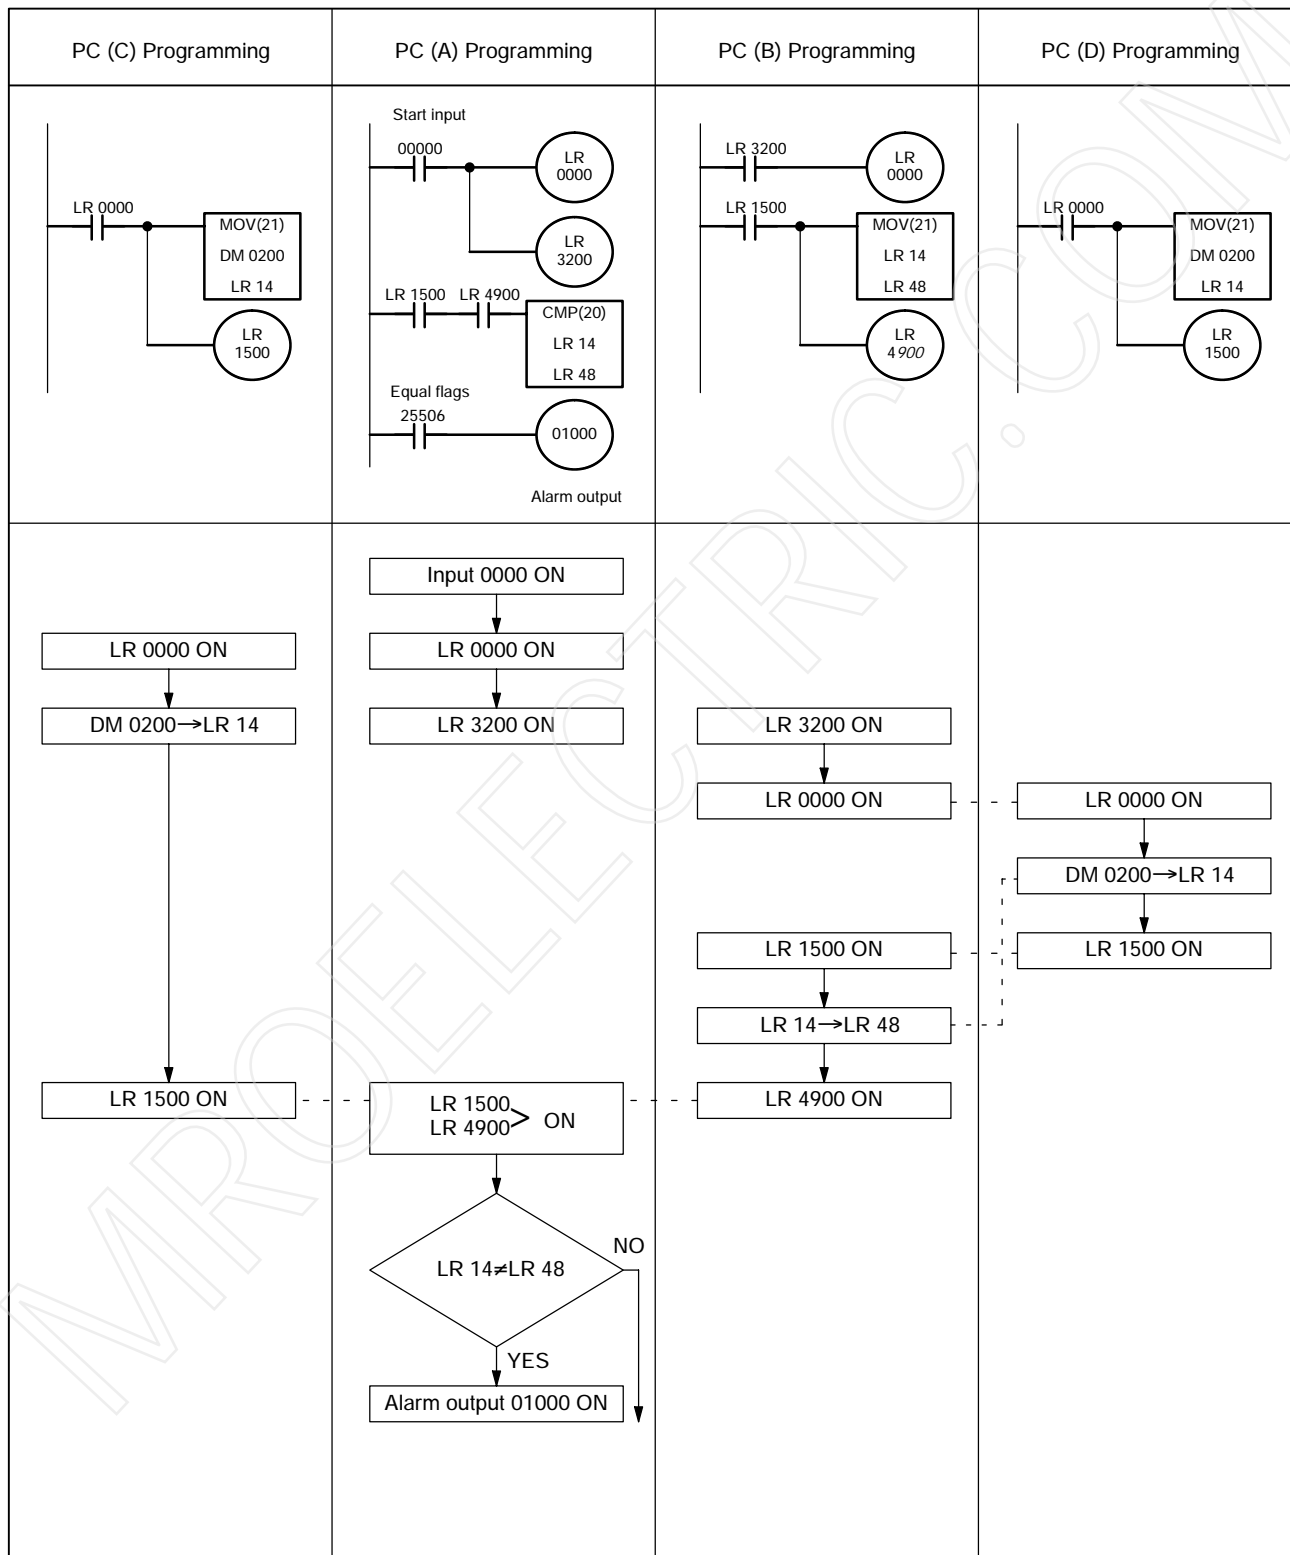 PC (C) Programming
PC (A) Programming
PC (B) Programming
PC (D) Programming
LR 0000
MOV(21)
DM 0200
LR 14
LR
1500
Start input
00000
LR
0000
LR
3200
LR 1500
LR 4900
CMP(20)
LR 14
LR 48
Equal flags
25506
01000
Alarm output
LR 3200
LR
0000
LR 1500
MOV(21)
LR 14
LR 48
LR
4900
LR 0000
MOV(21)
DM 0200
LR 14
LR
1500
LR 0000 ON
DM 0200→LR 14
LR 1500 ON
Input 0000 ON
LR 0000 ON
LR 3200 ON
LR 1500
LR 4900
> ON
LR 14≠LR 48
NO
YES
Alarm output 01000 ON
LR 3200 ON
LR 0000 ON
LR 1500 ON
LR 14→LR 48
LR 4900 ON
LR 0000 ON
DM 0200→LR 14
LR 1500 ON
MROELECTRIC.COM